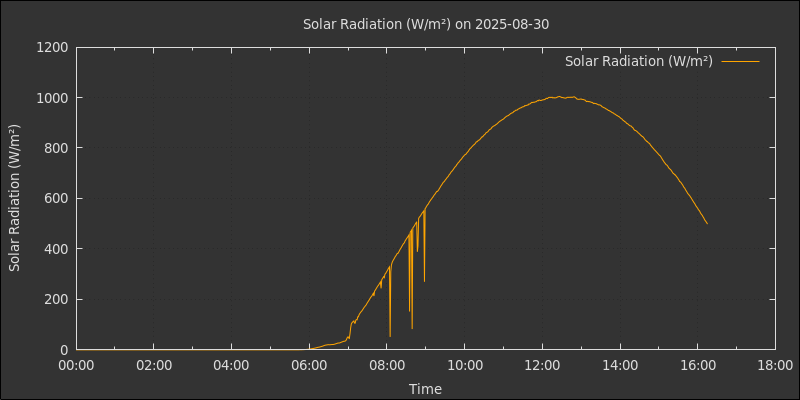 Solar Radiation (W/m²) on 2025-08-30
Solar Radiation (W/m²)
Solar Radiation (W/m²)
1200
1000
800
600
400
200
0
00:00 02:00 04:00 06:00 08:00 10:00 12:00 14:00 16:00 18:00
Time